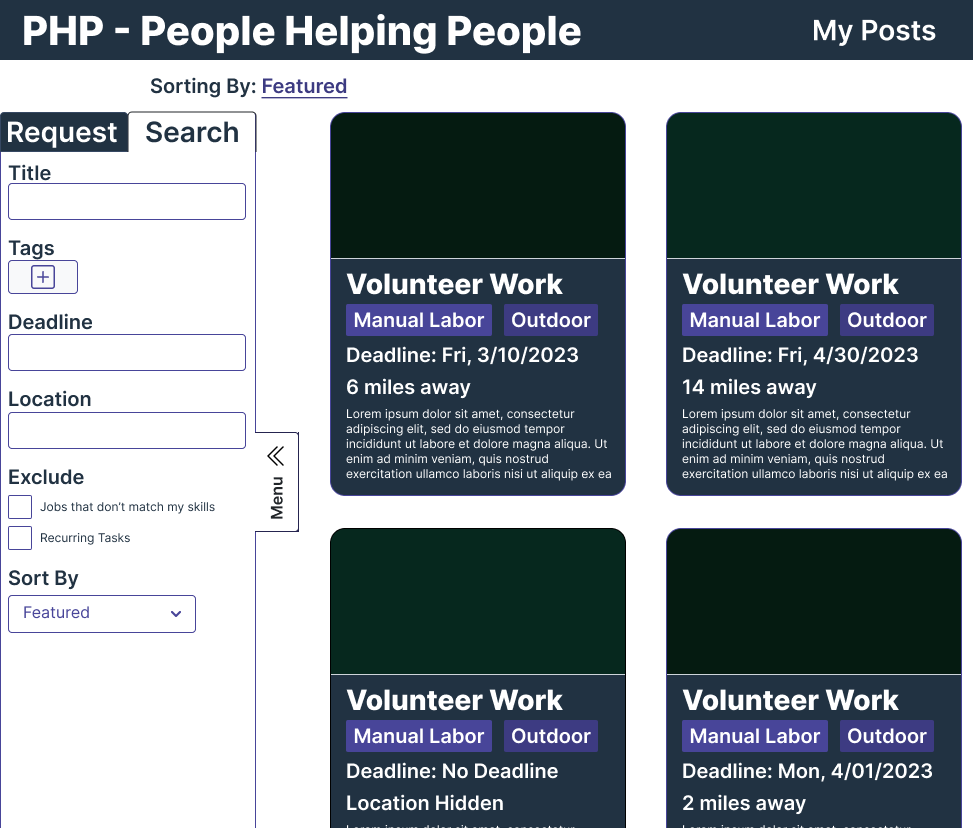 PHP - People Helping People
My Posts
Sorting By: Featured
Request
Search
Title
Tags
Deadline
Location
Exclude
Jobs that don’t match my skills
Recurring Tasks
Sort By
Featured
Menu
Volunteer Work
Manual Labor
Outdoor
Deadline: Fri, 3/10/2023
6 miles away
Lorem ipsum dolor sit amet, consectetur
adipiscing elit, sed do eiusmod tempor
incididunt ut labore et dolore magna aliqua. Ut
enim ad minim veniam, quis nostrud
exercitation ullamco laboris nisi ut aliquip ex ea
Volunteer Work
Manual Labor
Outdoor
Deadline: Fri, 4/30/2023
14 miles away
Lorem ipsum dolor sit amet, consectetur
adipiscing elit, sed do eiusmod tempor
incididunt ut labore et dolore magna aliqua. Ut
enim ad minim veniam, quis nostrud
exercitation ullamco laboris nisi ut aliquip ex ea
Volunteer Work
Manual Labor
Outdoor
Deadline: No Deadline
Location Hidden
Volunteer Work
Manual Labor
Outdoor
Deadline: Mon, 4/01/2023
2 miles away